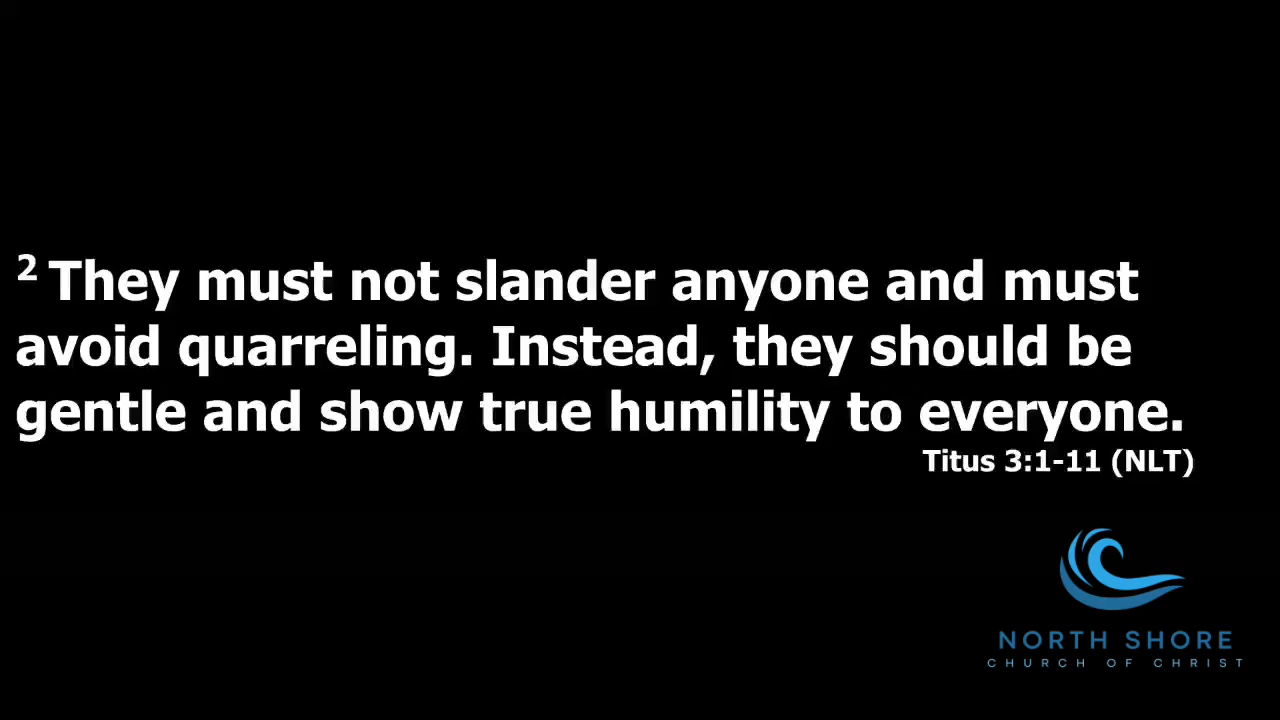 2 They must not slander anyone and must
avoid quarreling. Instead, they should be
gentle and show true humility to everyone.
Titus 3:1-11 (NLT)
NORTH SHORE
CHURCH OF CHRIST